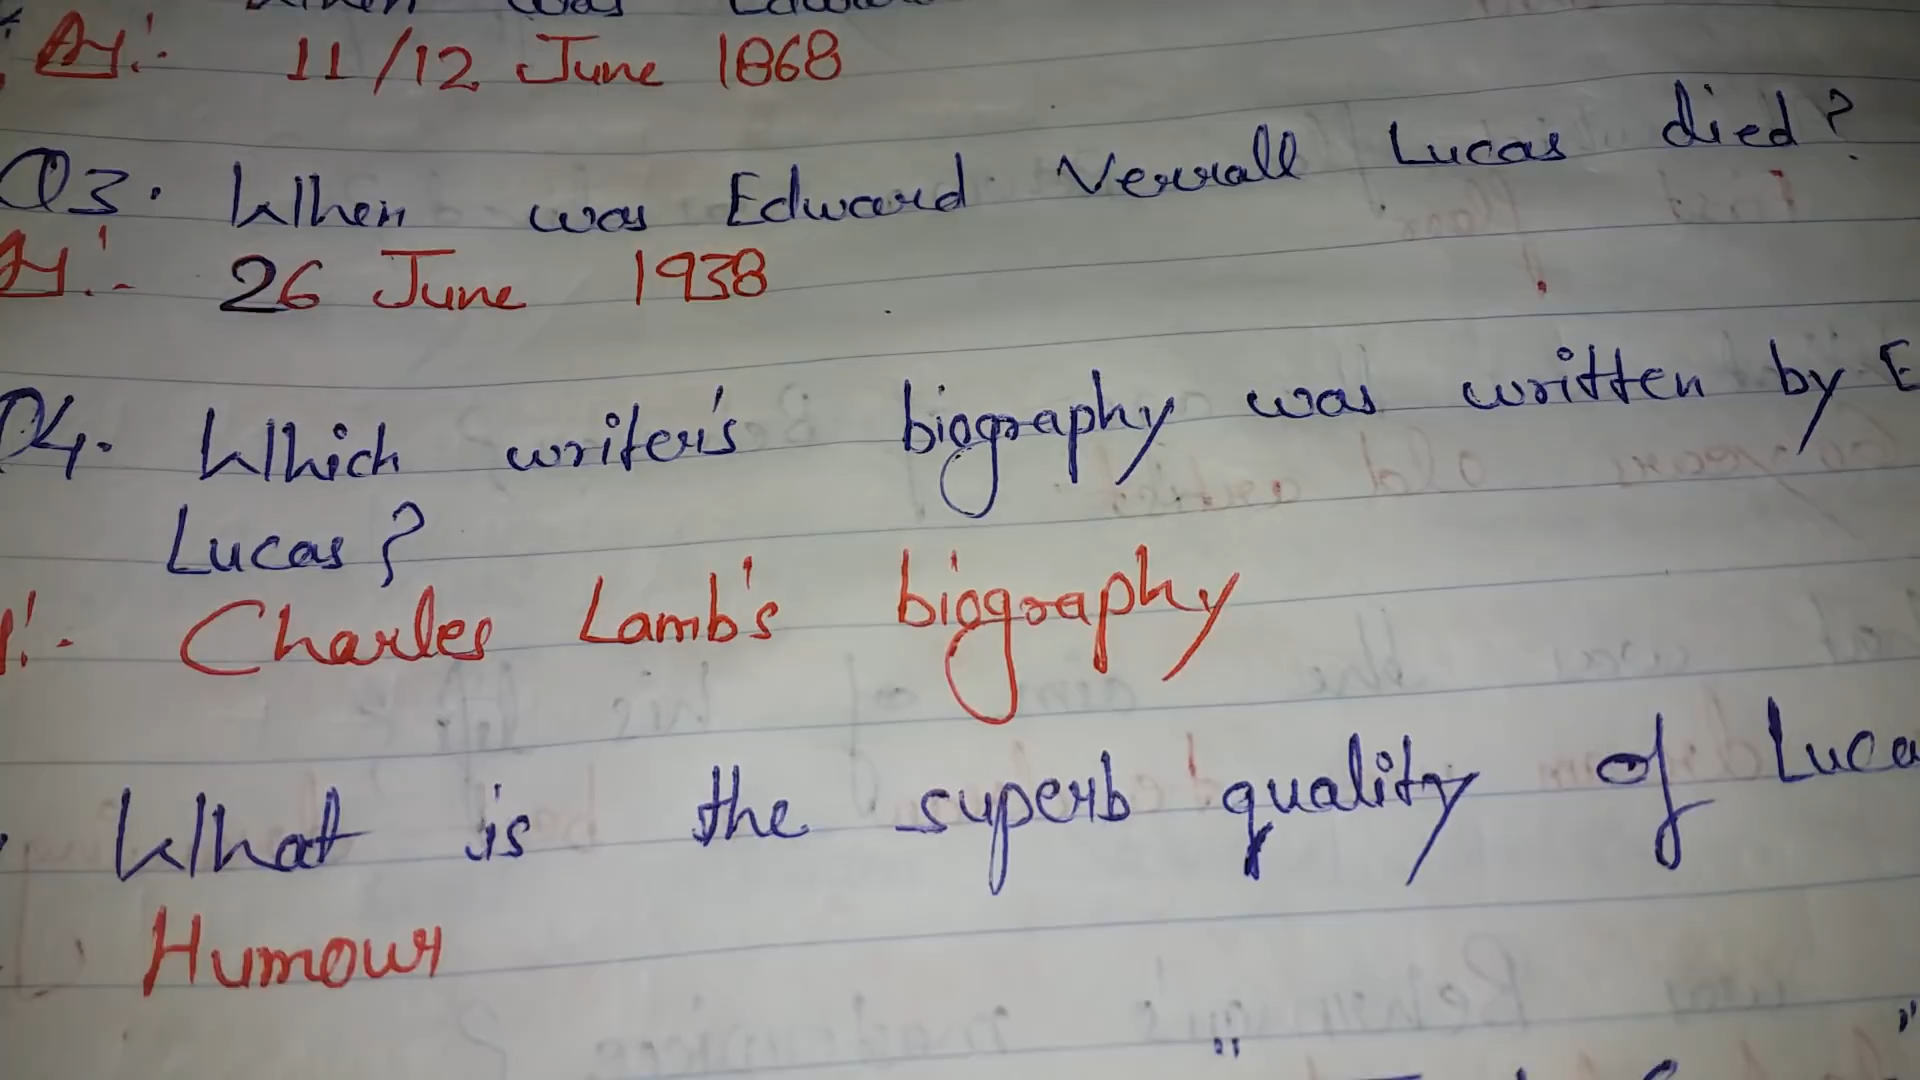 was
Ans:- 11/12 June 1868
Q3. When was Edward Verrall Lucas died?
Ans:- 26 June 1938
Q4. Which writer's biography was written by E
Lucas?
:- Charles Lamb's biography
What is the superb quality of Luca
Humour